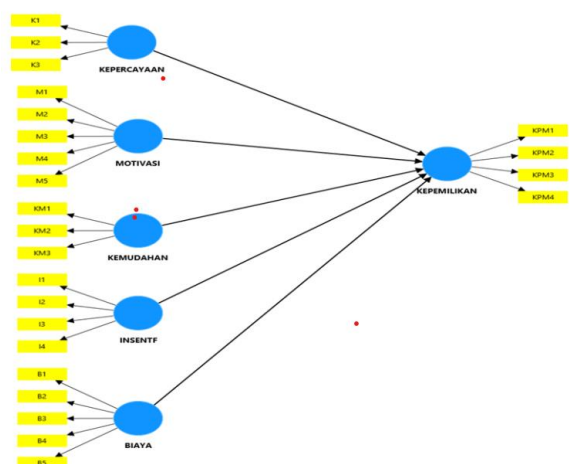 K1
K2
K3
KEPERCAYAAN
M1
M2
M3
M4
M5
MOTIVASI
KM1
KM2
KM3
KEMUDAHAN
I1
I2
I3
I4
INSENTF
B1
B2
B3
B4
B5
BIAYA
KEPEMILIKAN
KPM1
KPM2
KPM3
KPM4